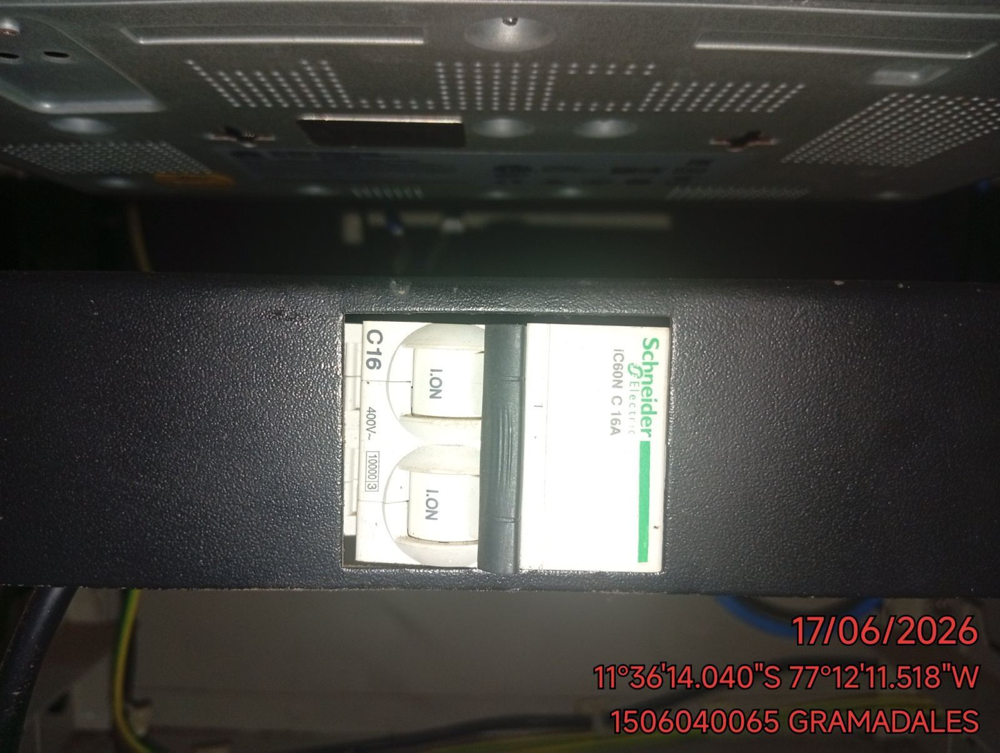 Schneider
Electric
iC60N C 16A
I.ON
I.ON
C16
400V~
10000 3
17/06/2026
11°36'14.040"S 77°12'11.518"W
1506040065 GRAMADALES